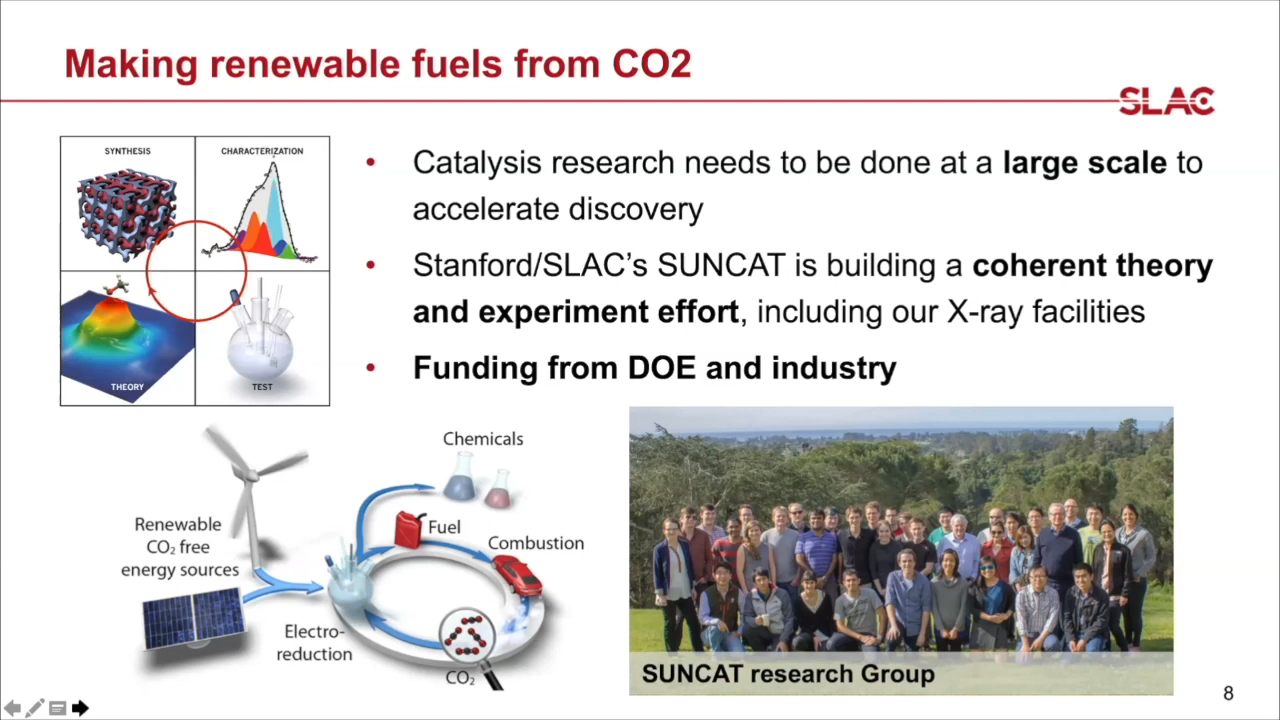 Making renewable fuels from CO2
SLAC
SYNTHESIS
CHARACTERIZATION
THEORY
TEST
• Catalysis research needs to be done at a large scale to
accelerate discovery
• Stanford/SLAC’s SUNCAT is building a coherent theory
and experiment effort, including our X-ray facilities
• Funding from DOE and industry
Chemicals
Fuel
Combustion
Renewable
CO₂ free
energy sources
Electro-
reduction
CO₂
SUNCAT research Group
8